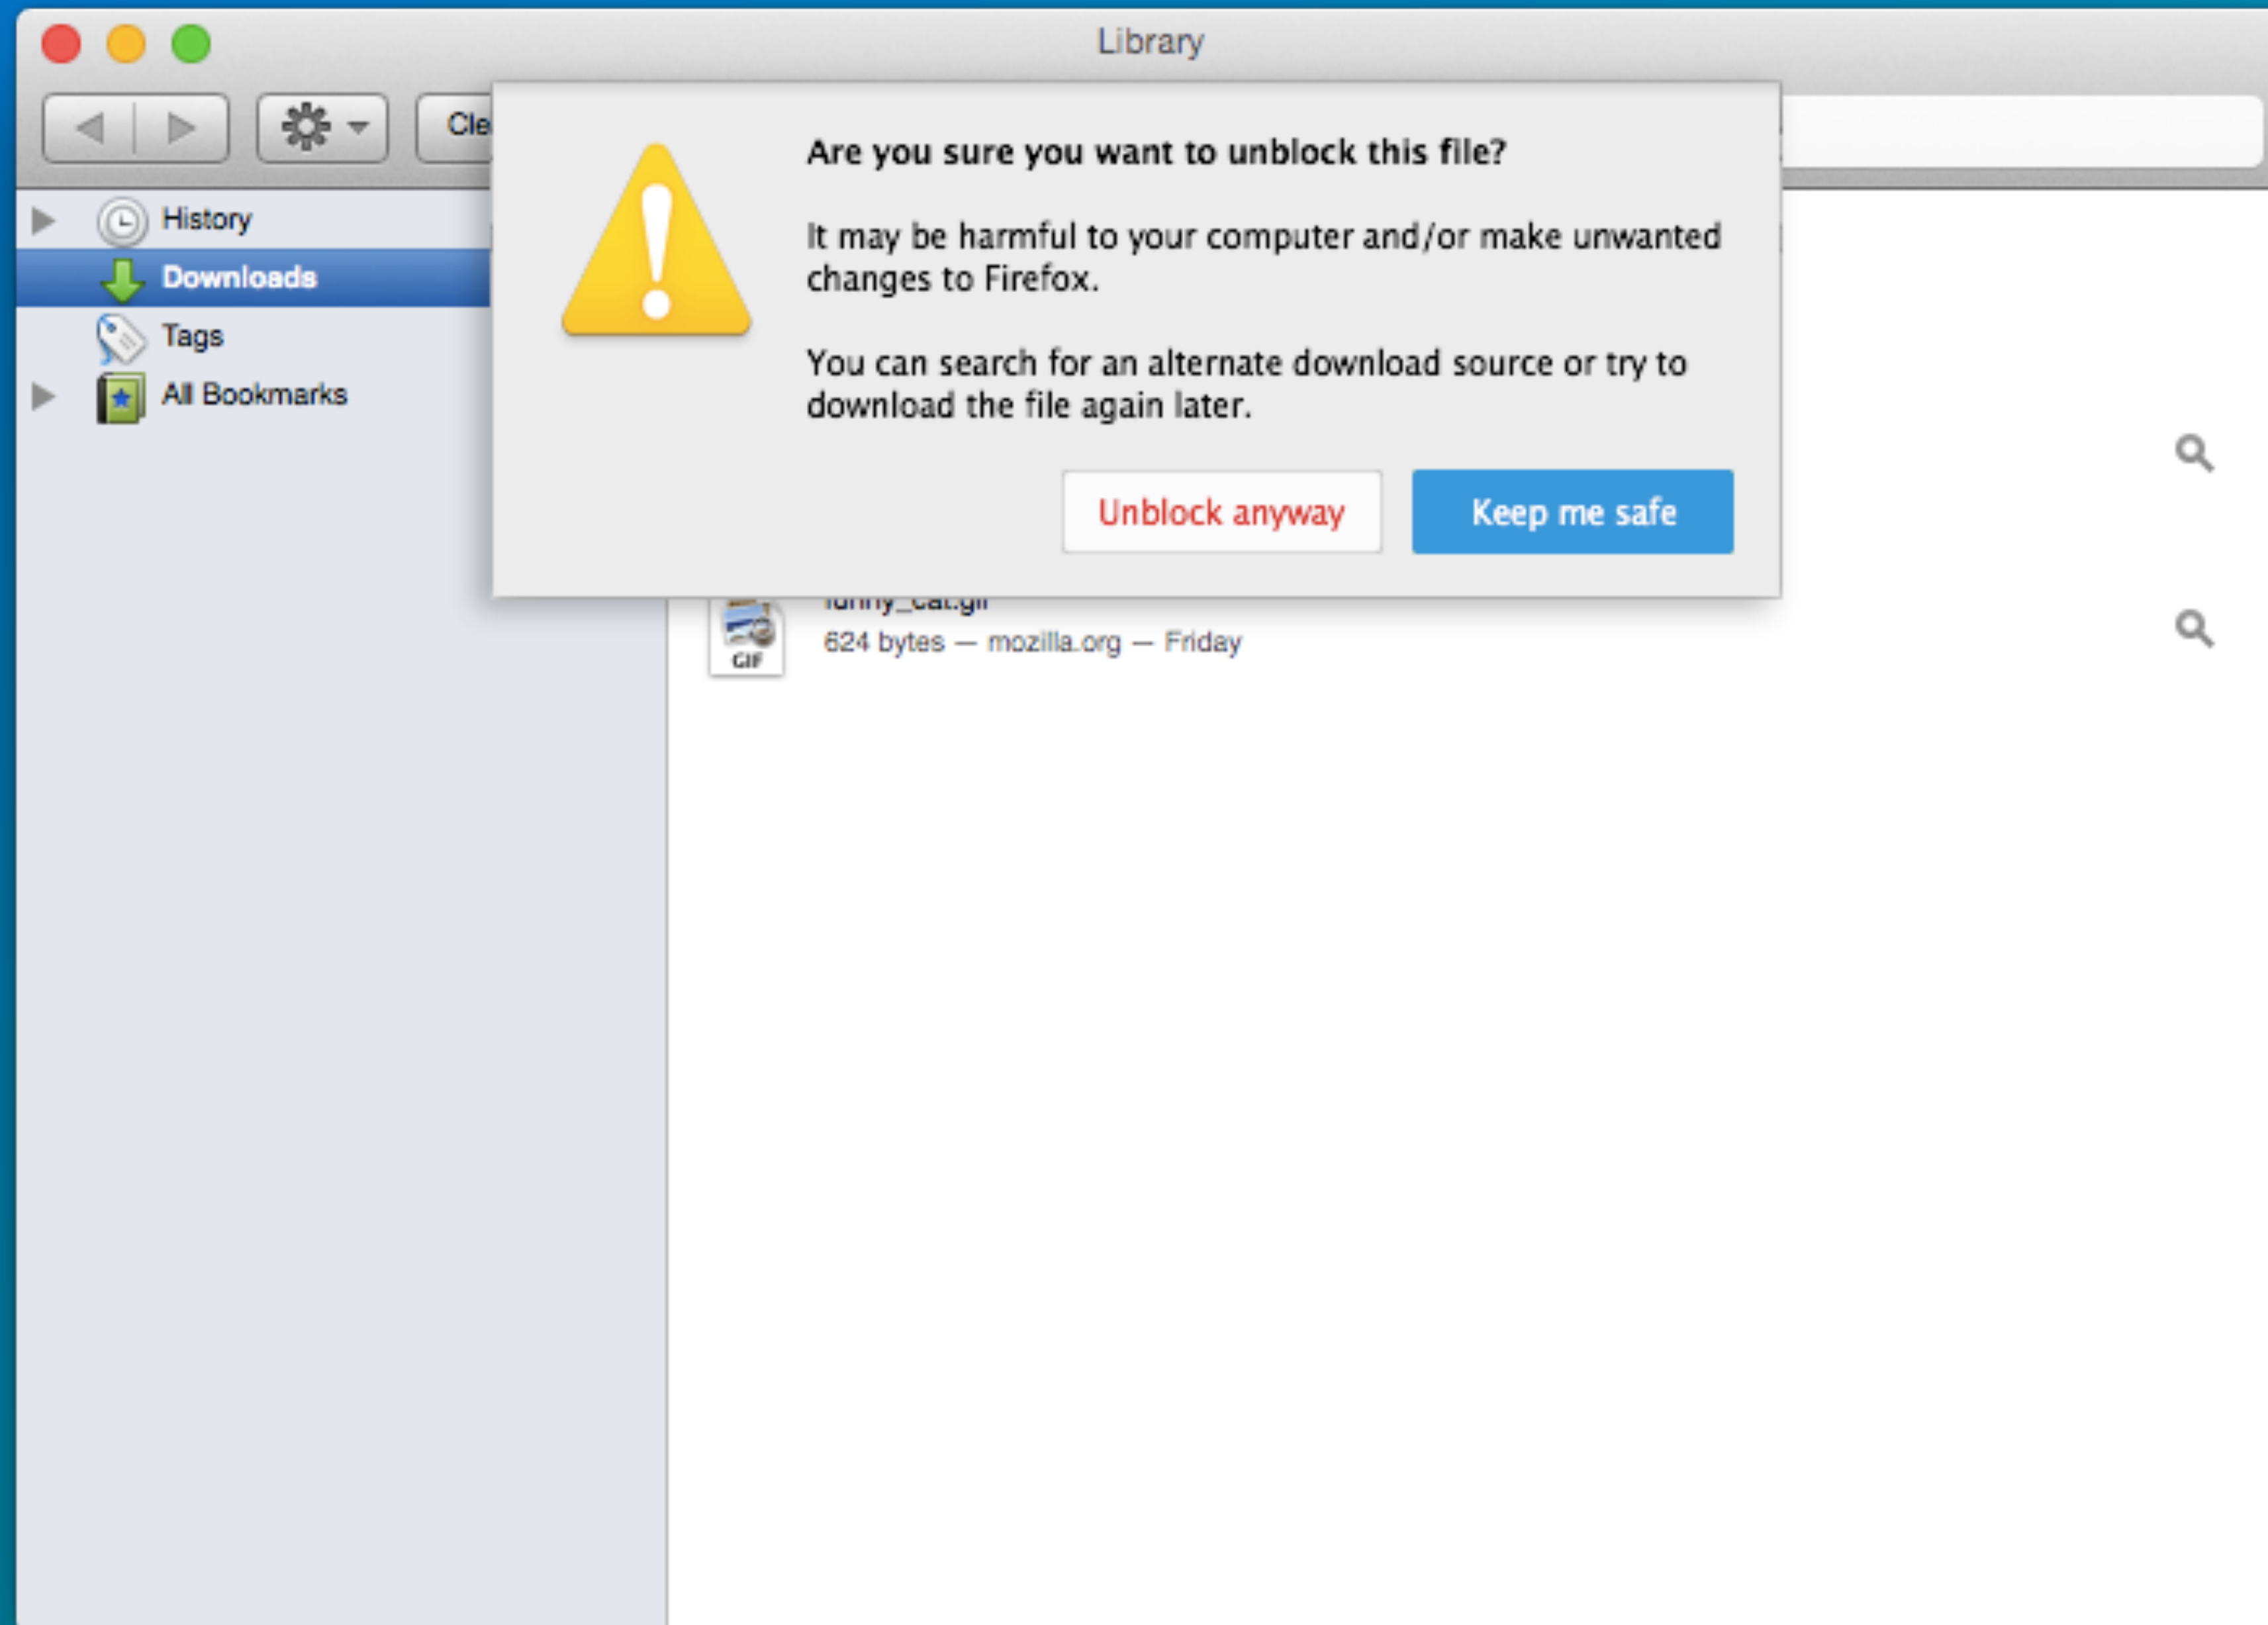 Library
Are you sure you want to unblock this file?
It may be harmful to your computer and/or make unwanted
changes to Firefox.
You can search for an alternate download source or try to
download the file again later.
Unblock anyway
Keep me safe
History
Downloads
Tags
All Bookmarks
funny_cat.gif
624 bytes — mozilla.org — Friday
GIF